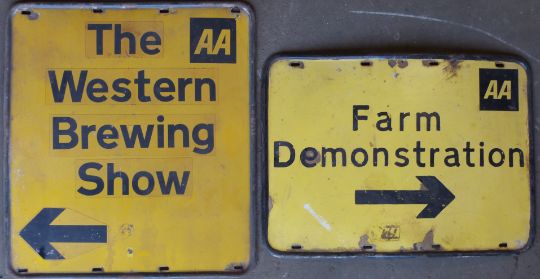 The
AA
Western
Brewing
Show
AA
Farm
Demonstration